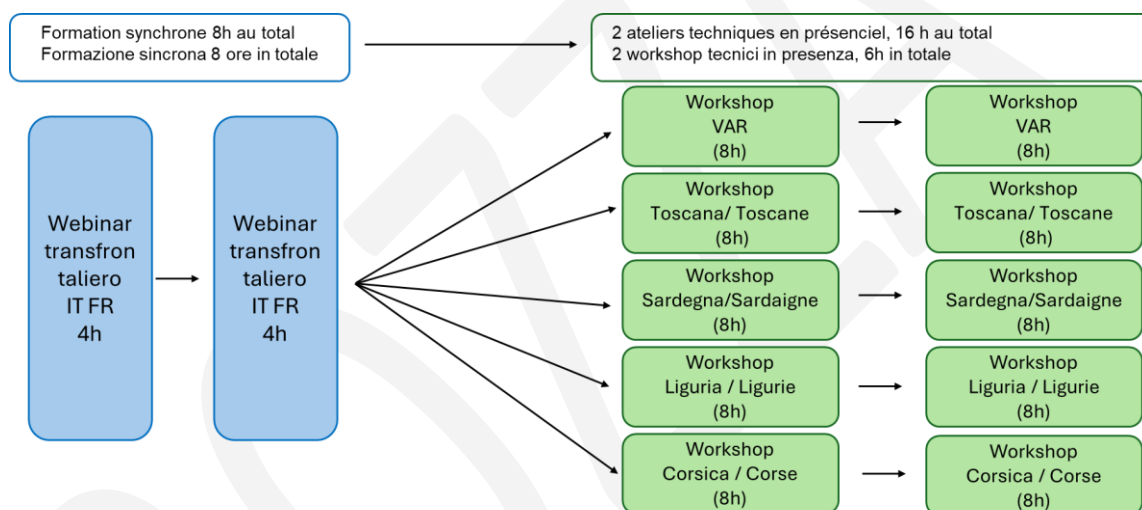 Formation synchrone 8h au total
Formazione sincrona 8 ore in totale
2 ateliers techniques en présenciel, 16 h au total
2 workshop tecnici in presenza, 6h in totale
Webinar
transfron
taliero
IT FR
4h
Webinar
transfron
taliero
IT FR
4h
Workshop
VAR
(8h)
Workshop
VAR
(8h)
Workshop
Toscana/ Toscane
(8h)
Workshop
Toscana/ Toscane
(8h)
Workshop
Sardegna/Sardaigne
(8h)
Workshop
Sardegna/Sardaigne
(8h)
Workshop
Liguria / Ligurie
(8h)
Workshop
Liguria / Ligurie
(8h)
Workshop
Corsica / Corse
(8h)
Workshop
Corsica / Corse
(8h)